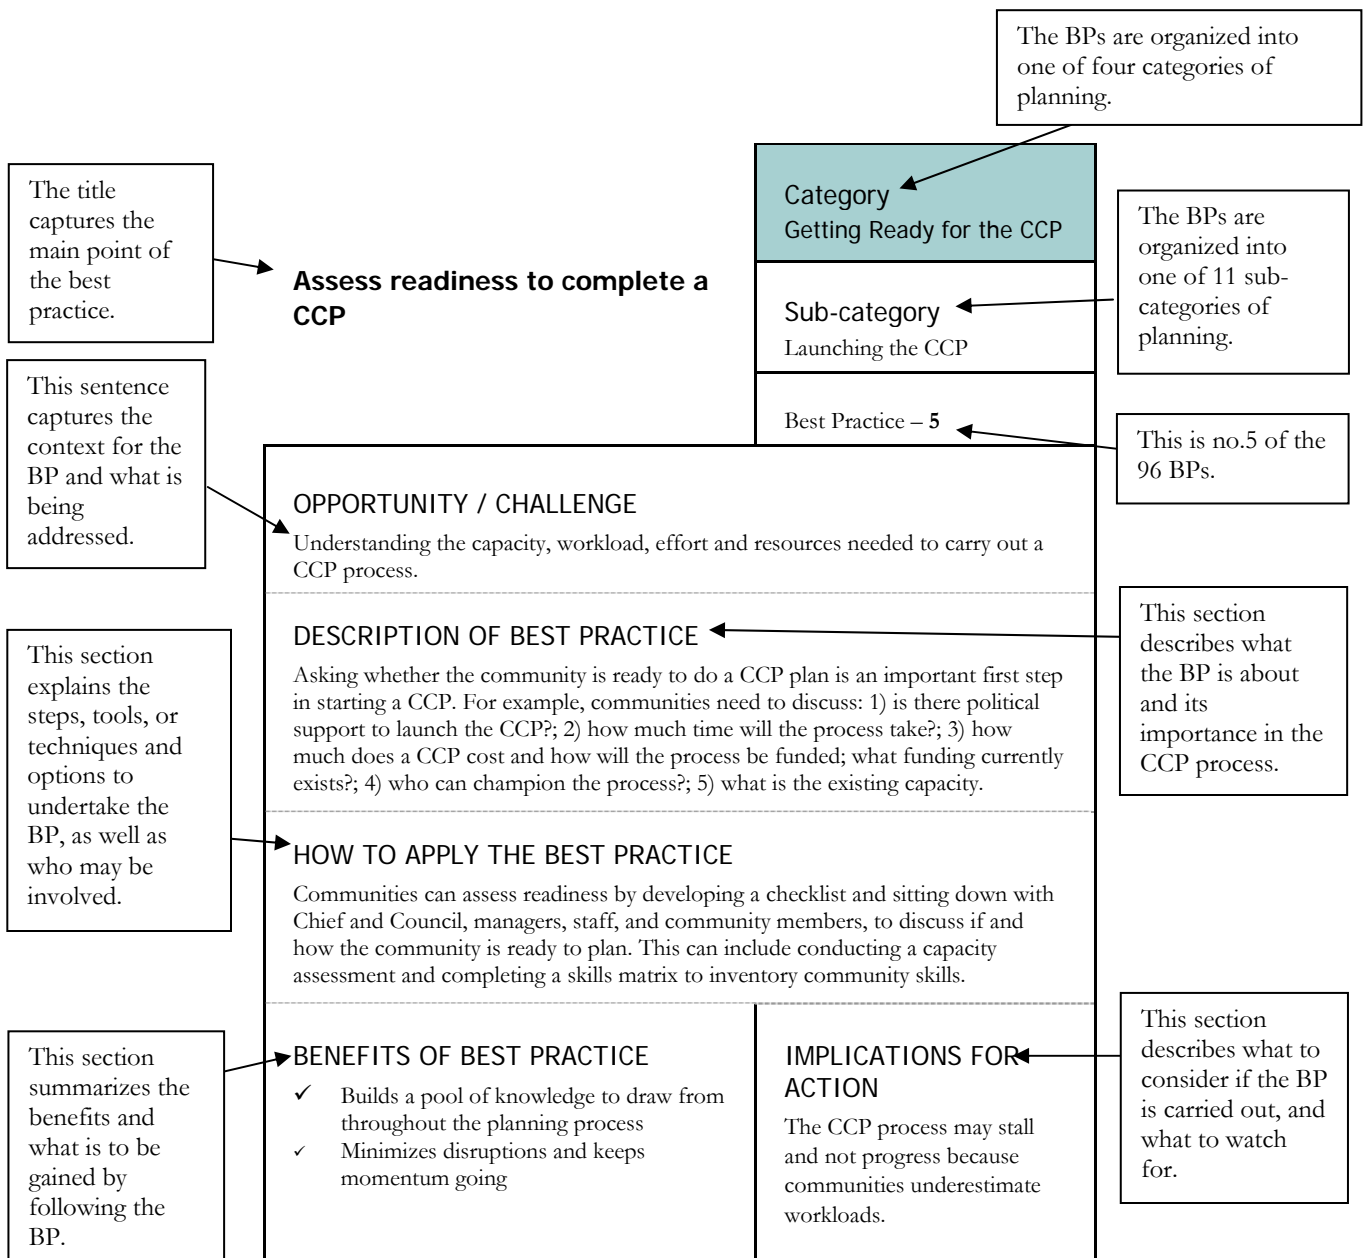 The BPs are organized into
one of four categories of
planning.
The title
captures the
main point of
the best
practice.
Category
Getting Ready for the CCP
The BPs are
organized into
one of 11 sub-
categories of
planning.
Assess readiness to complete a
CCP
Sub-category
Launching the CCP
This sentence
captures the
context for the
BP and what is
being
addressed.
Best Practice – 5
This is no.5 of the
96 BPs.
OPPORTUNITY / CHALLENGE
Understanding the capacity, workload, effort and resources needed to carry out a
CCP process.
This section
describes what
the BP is about
and its
importance in the
CCP process.
DESCRIPTION OF BEST PRACTICE
Asking whether the community is ready to do a CCP plan is an important first step
in starting a CCP. For example, communities need to discuss: 1) is there political
support to launch the CCP?; 2) how much time will the process take?; 3) how
much does a CCP cost and how will the process be funded; what funding currently
exists?; 4) who can champion the process?; 5) what is the existing capacity.
This section
explains the
steps, tools, or
techniques and
options to
undertake the
BP, as well as
who may be
involved.
HOW TO APPLY THE BEST PRACTICE
Communities can assess readiness by developing a checklist and sitting down with
Chief and Council, managers, staff, and community members, to discuss if and
how the community is ready to plan. This can include conducting a capacity
assessment and completing a skills matrix to inventory community skills.
This section
summarizes the
benefits and
what is to be
gained by
following the
BP.
BENEFITS OF BEST PRACTICE
✓ Builds a pool of knowledge to draw from
throughout the planning process
✓ Minimizes disruptions and keeps
momentum going
IMPLICATIONS FOR
ACTION
The CCP process may stall
and not progress because
communities underestimate
workloads.
This section
describes what to
consider if the BP
is carried out, and
what to watch
for.